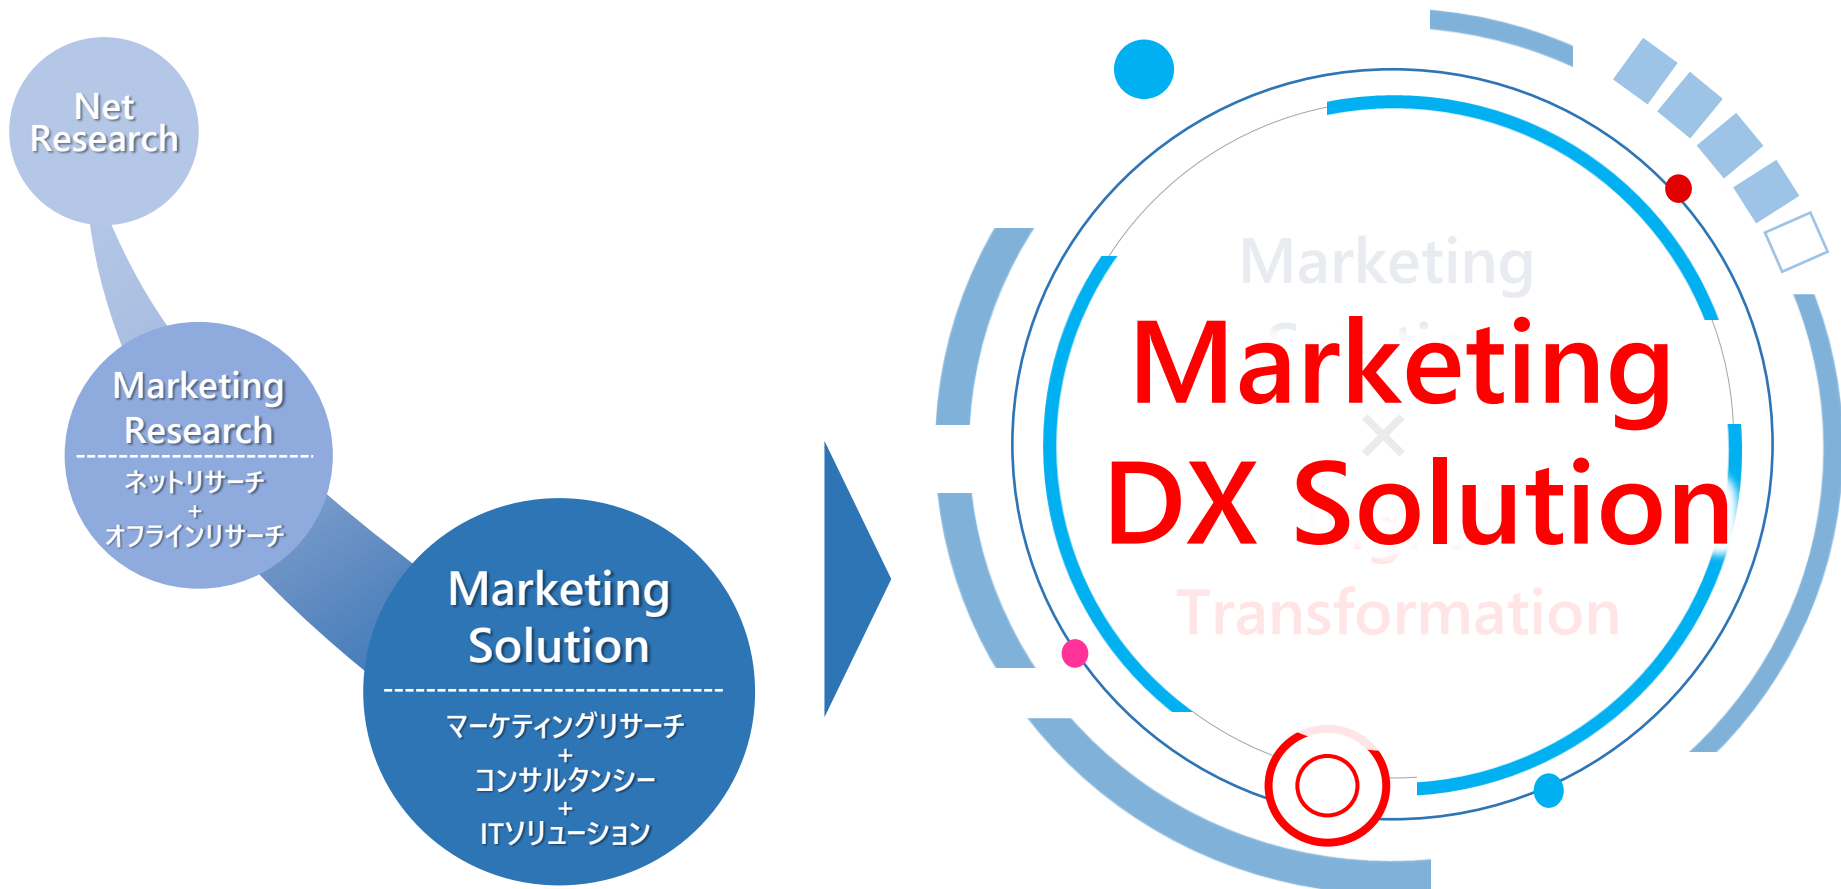 Net
Research
Marketing
Research
ネットリサーチ
+
オフラインリサーチ
Marketing
Solution
マーケティングリサーチ
+
コンサルタンシー
+
ITソリューション
Marketing
Marketing
×
DX Solution
Transformation